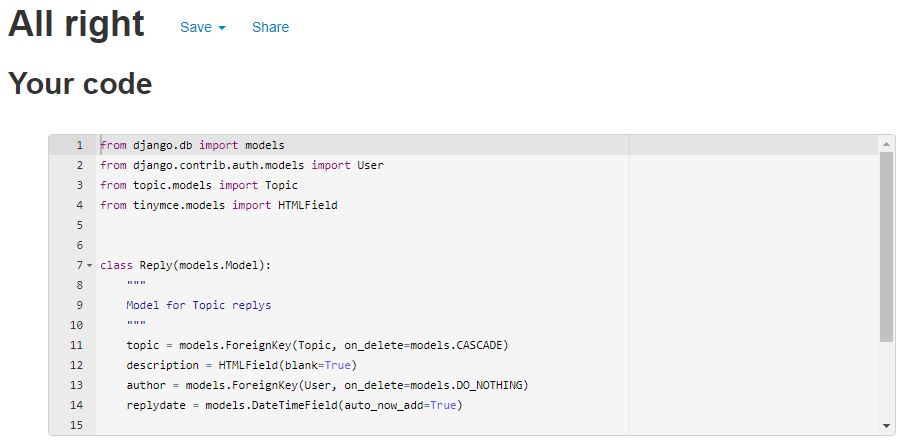 All right Save Share
Your code
1 from django.db import models
2 from django.contrib.auth.models import User
3 from topic.models import Topic
4 from tinymce.models import HTMLField
5
6
7 class Reply(models.Model):
8 """
9 Model for Topic replys
10 """
11 topic = models.ForeignKey(Topic, on_delete=models.CASCADE)
12 description = HTMLField(blank=True)
13 author = models.ForeignKey(User, on_delete=models.DO_NOTHING)
14 replydate = models.DateTimeField(auto_now_add=True)
15